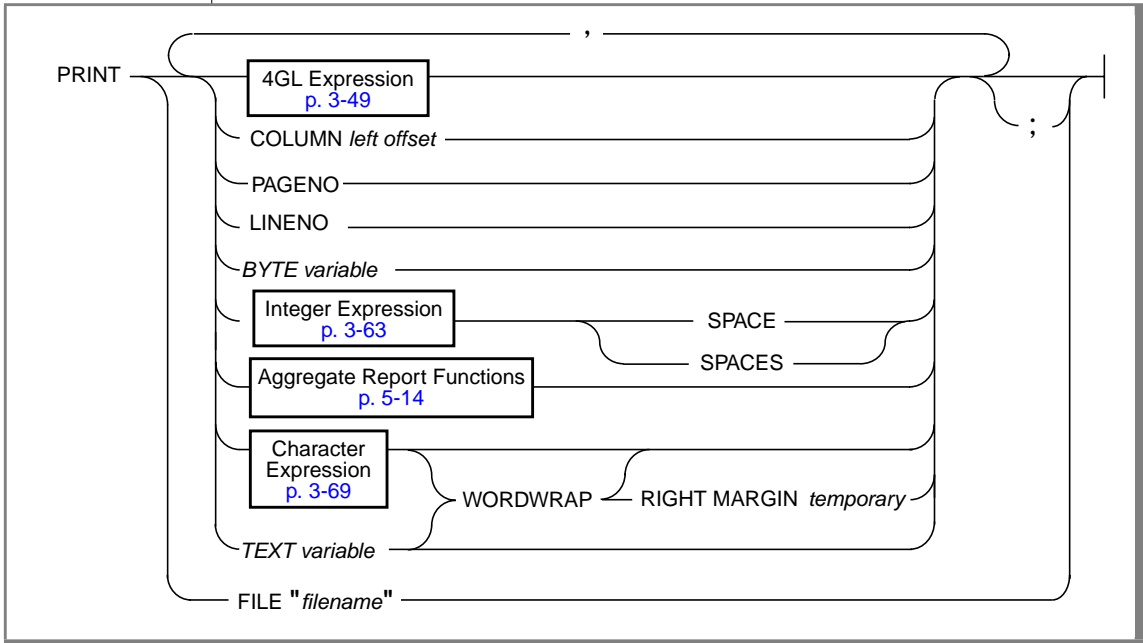 ,
PRINT
4GL Expression
p. 3-49
;
COLUMN left offset
PAGENO
LINENO
BYTE variable
Integer Expression
p. 3-63
SPACE
SPACES
Aggregate Report Functions
p. 5-14
Character
Expression
p. 3-69
WORDWRAP
RIGHT MARGIN temporary
TEXT variable
FILE "filename"